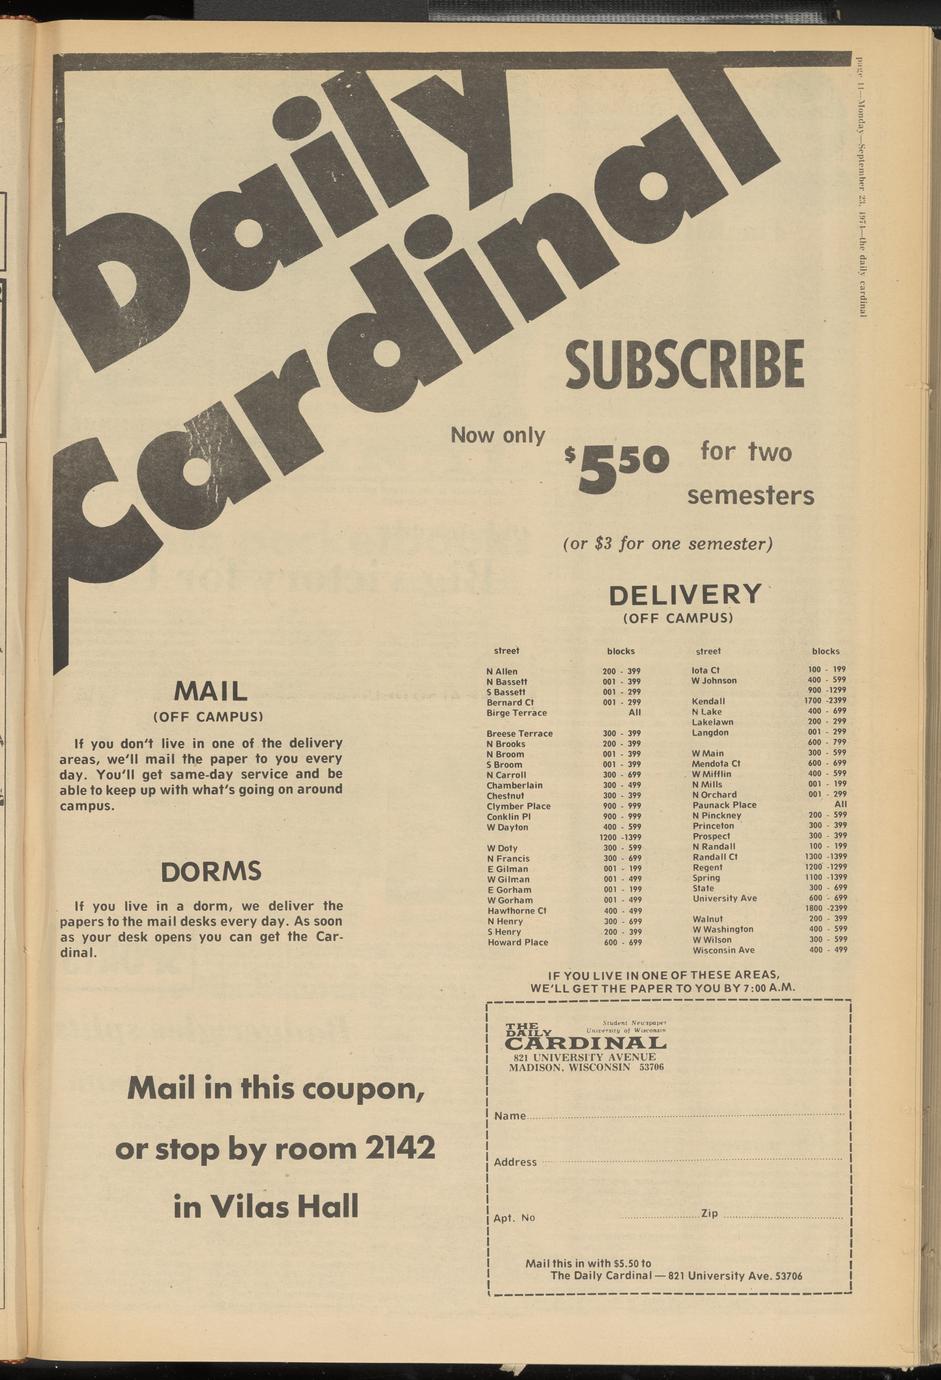 Daily
Cardinal
page 11—Monday—September 23, 1974—the daily cardinal
SUBSCRIBE
Now only
$5.50 for two
semesters
(or $3 for one semester)
DELIVERY
(OFF CAMPUS)
street blocks
N Allen 200 - 399
N Bassett 001 - 399
S Bassett 001 - 299
Bernard Ct 001 - 299
Birge Terrace All
Breese Terrace 300 - 399
N Brooks 200 - 399
N Broom 001 - 399
S Broom 001 - 399
N Carroll 300 - 699
Chamberlain 300 - 499
Chestnut 300 - 399
Clymber Place 900 - 999
Conklin Pl 900 - 999
W Dayton 400 - 599
1200 -1399
W Doty 300 - 599
N Francis 300 - 699
E Gilman 001 - 199
W Gilman 001 - 499
E Gorham 001 - 199
W Gorham 001 - 499
Hawthorne Ct 400 - 499
N Henry 300 - 699
S Henry 200 - 399
Howard Place 600 - 699
street blocks
Iota Ct 100 - 199
W Johnson 400 - 599
900 -1299
Kendall 1700 -2399
N Lake 400 - 699
Lakelawn 200 - 299
Langdon 001 - 299
600 - 799
W Main 300 - 599
Mendota Ct 600 - 699
W Mifflin 400 - 599
N Mills 001 - 199
N Orchard 001 - 299
Paunack Place All
N Pinckney 200 - 599
Princeton 300 - 399
Prospect 300 - 399
N Randall 100 - 199
Randall Ct 1300 -1399
Regent 1200 -1299
Spring 1100 -1399
State 300 - 699
University Ave 600 - 699
1800 -2399
Walnut 200 - 399
W Washington 400 - 599
W Wilson 300 - 599
Wisconsin Ave 400 - 499
IF YOU LIVE IN ONE OF THESE AREAS,
WE'LL GET THE PAPER TO YOU BY 7:00 A.M.
MAIL
(OFF CAMPUS)
If you don't live in one of the delivery
areas, we'll mail the paper to you every
day. You'll get same-day service and be
able to keep up with what's going on around
campus.
DORMS
If you live in a dorm, we deliver the
papers to the mail desks every day. As soon
as your desk opens you can get the Car-
dinal.
Mail in this coupon,
or stop by room 2142
in Vilas Hall
THE
DAILY
CARDINAL
Student Newspaper
University of Wisconsin
821 UNIVERSITY AVENUE
MADISON, WISCONSIN 53706
Name
Address
Apt. No Zip
Mail this in with $5.50 to
The Daily Cardinal — 821 University Ave. 53706